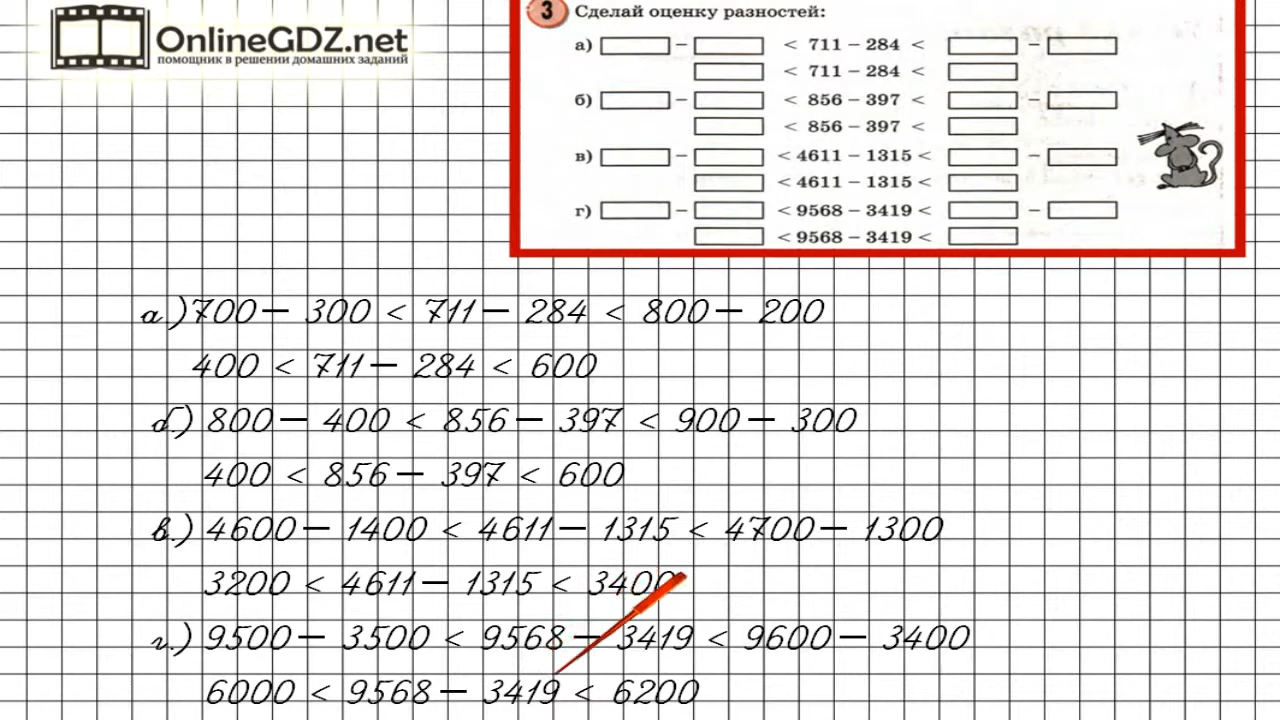 OnlineGDZ.net
помощник в решении домашних заданий
3 Сделай оценку разностей:
а) – < 711 – 284 < –
< 711 – 284 <
б) – < 856 – 397 < –
< 856 – 397 <
в) – < 4611 – 1315 < –
< 4611 – 1315 <
г) – < 9568 – 3419 < –
< 9568 – 3419 <
а.) 700 – 300 < 711 – 284 < 800 – 200
400 < 711 – 284 < 600
б.) 800 – 400 < 856 – 397 < 900 – 300
400 < 856 – 397 < 600
в.) 4600 – 1400 < 4611 – 1315 < 4700 – 1300
3200 < 4611 – 1315 < 3400
г.) 9500 – 3500 < 9568 – 3419 < 9600 – 3400
6000 < 9568 – 3419 < 6200